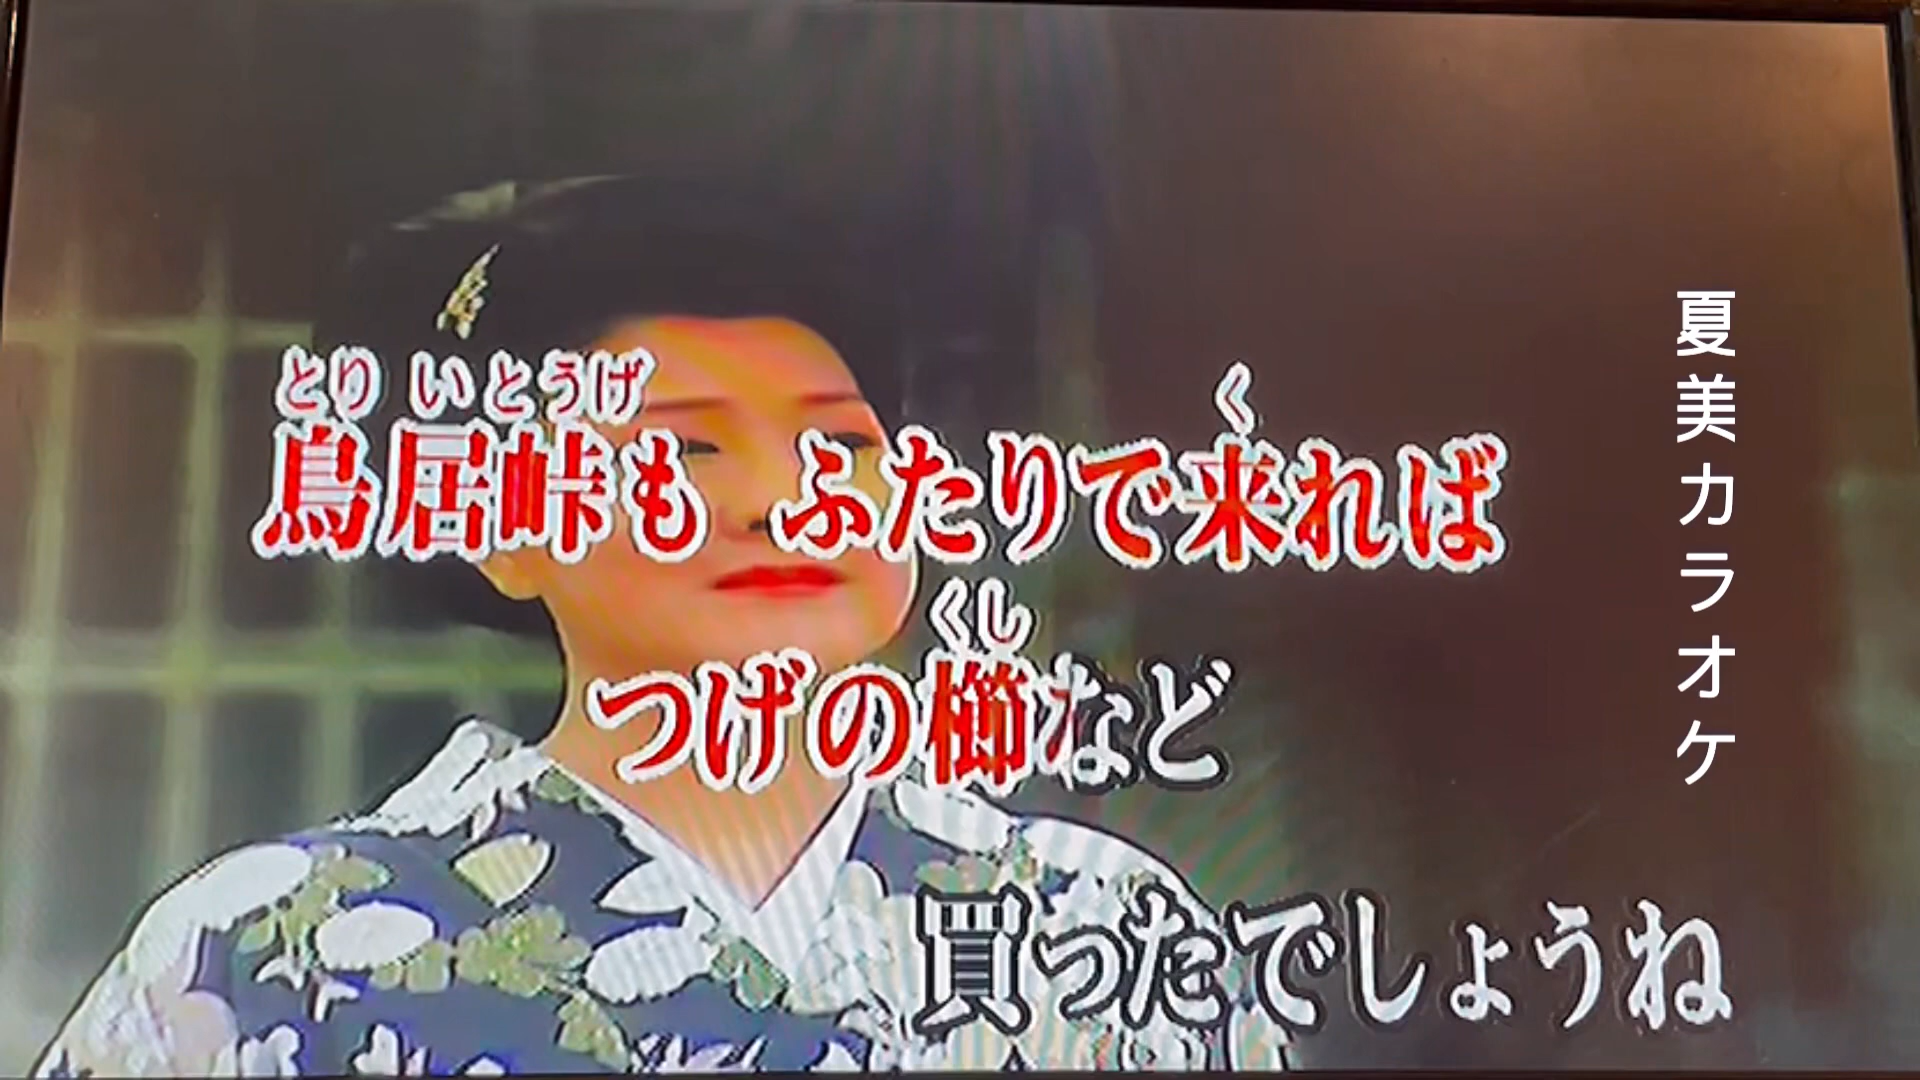 とりいとうげ
く
鳥居峠も ふたりで来れば
くし
つげの櫛など
買ったでしょうね
夏美カラオケ